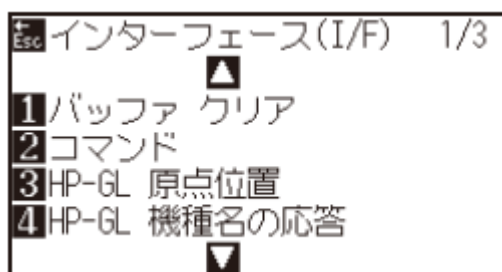 Esc インターフェース(I/F) 1/3
▲
1 バッファ クリア
2 コマンド
3 HP-GL 原点位置
4 HP-GL 機種名の応答
▼